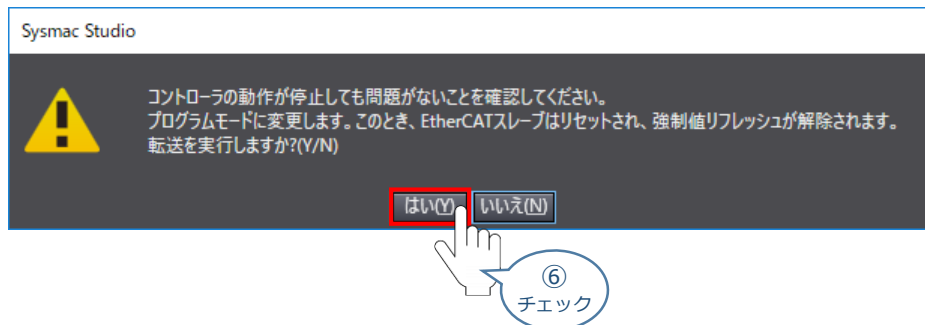 Sysmac Studio
コントローラの動作が停止しても問題がないことを確認してください。
プログラムモードに変更します。このとき、EtherCATスレーブはリセットされ、強制値リフレッシュが解除されます。
転送を実行しますか?(Y/N)
はい(Y) いいえ(N)
⑥
チェック